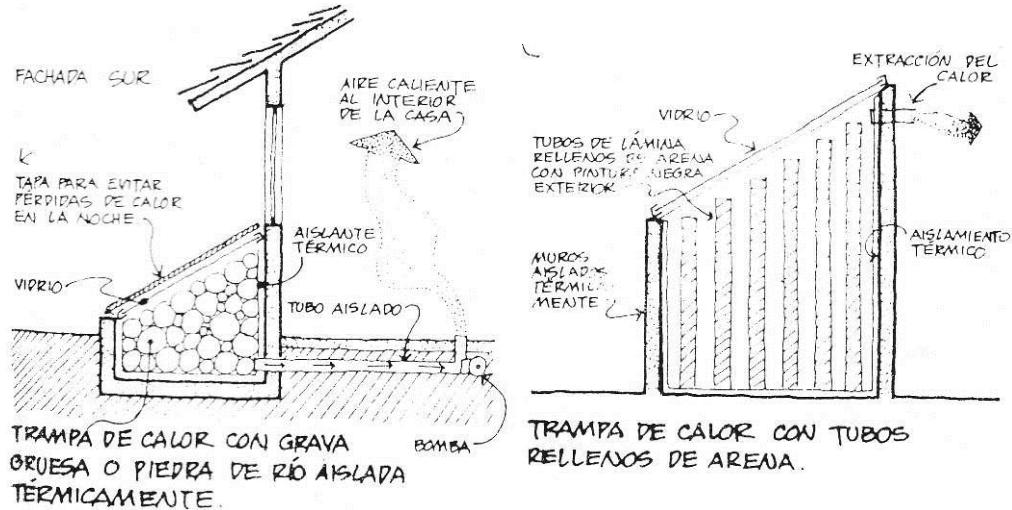 FACHADA SUR
AIRE CALIENTE
AL INTERIOR
DE LA CASA
TAPA PARA EVITAR
PÉRDIDAS DE CALOR
EN LA NOCHE
AISLANTE
TÉRMICO
VIDRIO
TUBO AISLADO
BOMBA
TRAMPA DE CALOR CON GRAVA
GRUESA O PIEDRA DE RÍO AISLADA
TÉRMICAMENTE.
EXTRACCIÓN DEL
CALOR
VIDRIO
TUBOS DE LÁMINA
RELLENOS DE ARENA
CON PINTURA NEGRA
EXTERIOR
AISLAMIENTO
TÉRMICO
MUROS
AISLADOS
TÉRMICA
MENTE
TRAMPA DE CALOR CON TUBOS
RELLENOS DE ARENA.